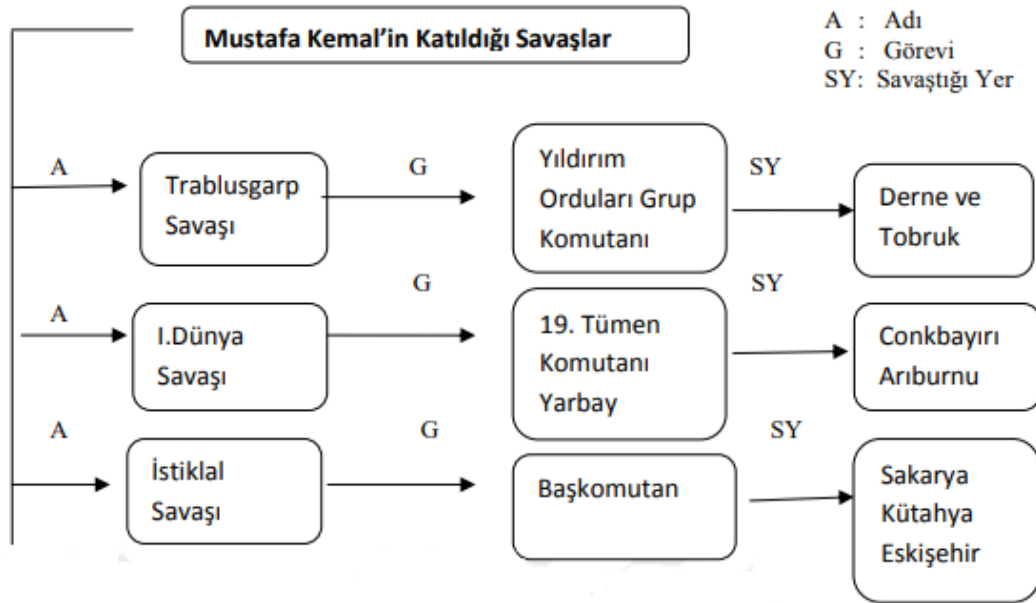 Mustafa Kemal'in Katıldığı Savaşlar
A : Adı
G : Görevi
SY: Savaştığı Yer
A
Trablusgarp
Savaşı
G
Yıldırım
Orduları Grup
Komutanı
SY
Derne ve
Tobruk
A
I.Dünya
Savaşı
G
19. Tümen
Komutanı
Yarbay
SY
Conkbayırı
Arıburnu
A
İstiklal
Savaşı
G
Başkomutan
SY
Sakarya
Kütahya
Eskişehir